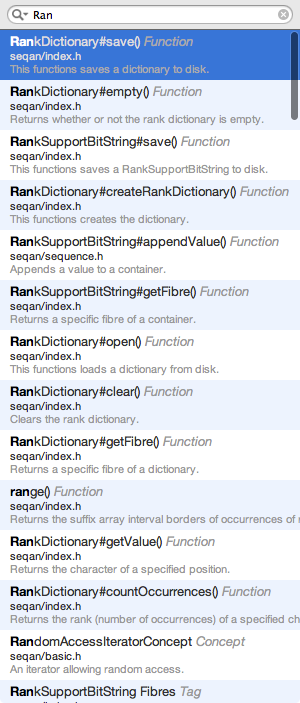 Ran
RankDictionary#save() Function
seqan/index.h
This functions saves a dictionary to disk.
RankDictionary#empty() Function
seqan/index.h
Returns whether or not the rank dictionary is empty.
RankSupportBitString#save() Function
seqan/index.h
This functions saves a RankSupportBitString to disk.
RankDictionary#createRankDictionary() Function
seqan/index.h
This functions creates the dictionary.
RankSupportBitString#appendValue() Function
seqan/sequence.h
Appends a value to a container.
RankSupportBitString#getFibre() Function
seqan/index.h
Returns a specific fibre of a container.
RankDictionary#open() Function
seqan/index.h
This functions loads a dictionary from disk.
RankDictionary#clear() Function
seqan/index.h
Clears the rank dictionary.
RankDictionary#getFibre() Function
seqan/index.h
Returns a specific fibre of a dictionary.
range() Function
seqan/index.h
Returns the suffix array interval borders of occurrences of
RankDictionary#getValue() Function
seqan/index.h
Returns the character of a specified position.
RankDictionary#countOccurrences() Function
seqan/index.h
Returns the rank (number of occurrences) of a specified ch
RandomAccessIteratorConcept Concept
seqan/basic.h
An iterator allowing random access.
RankSupportBitString Fibres Tag